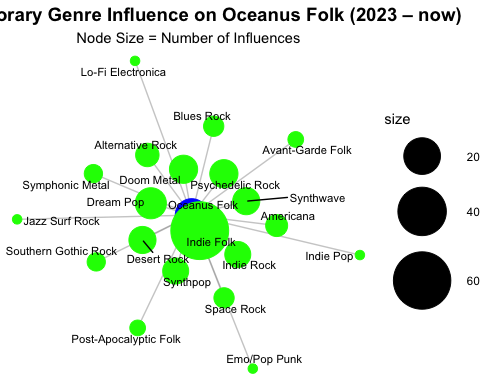 orary Genre Influence on Oceanus Folk (2023 – now)
Node Size = Number of Influences
Lo-Fi Electronica
Blues Rock
size
Alternative Rock
Avant-Garde Folk
20
Symphonic Metal
Doom Metal
Psychedelic Rock
Dream Pop
Oceanus Folk
Synthwave
Jazz Surf Rock
Americana
40
Southern Gothic Rock
Indie Folk
Desert Rock
Indie Rock
Indie Pop
60
Synthpop
Space Rock
Post-Apocalyptic Folk
Emo/Pop Punk